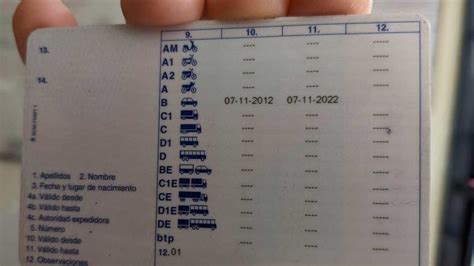 9. 10. 11. 12.
13.
AM ---- ---- ----
A1 ---- ---- ----
A2 ---- ---- ----
14.
A ---- ---- ----
B 07-11-2012 07-11-2022 ----
C1 ---- ---- ----
C ---- ---- ----
D1 ---- ---- ----
D ---- ---- ----
BE ---- ---- ----
C1E ---- ---- ----
CE ---- ---- ----
D1E ---- ---- ----
DE ---- ---- ----
btp ---- ---- ----
12. 01
1. Apellidos 2. Nombre
3. Fecha y lugar de nacimiento
4a. Válido desde
4b. Válido hasta
4c. Autoridad expedidora
5. Número
10. Válido desde
11. Válido hasta
12. Observaciones